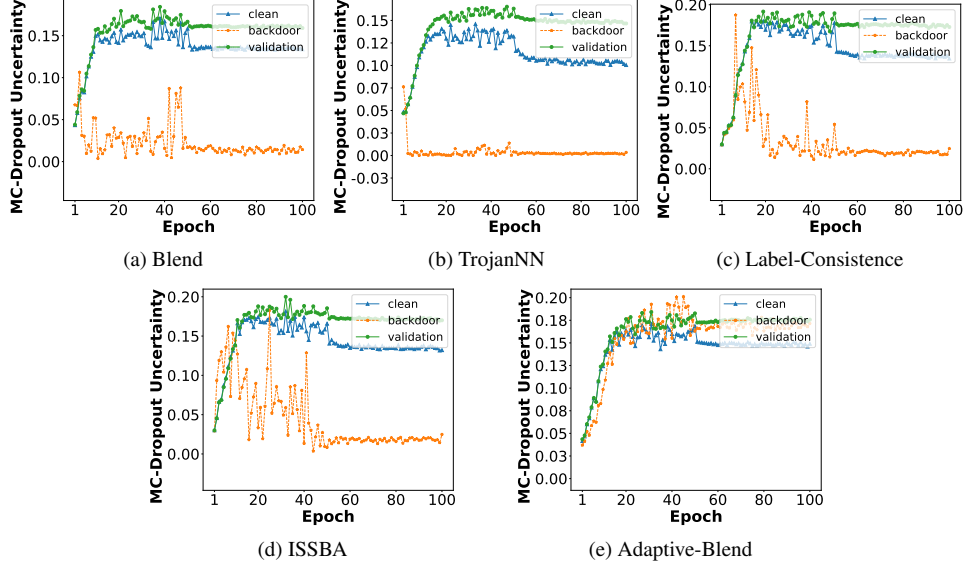 MC-Dropout Uncertainty
0.15
0.10
0.05
0.00
1
20
40
60
80
100
Epoch
clean
backdoor
validation
(a) Blend
MC-Dropout Uncertainty
0.15
0.12
0.10
0.07
0.05
0.03
0.00
-0.03
1
20
40
60
80
100
Epoch
clean
backdoor
validation
(b) TrojanNN
MC-Dropout Uncertainty
0.20
0.15
0.10
0.05
0.00
1
20
40
60
80
100
Epoch
clean
backdoor
validation
(c) Label-Consistence
MC-Dropout Uncertainty
0.20
0.15
0.10
0.05
0.00
1
20
40
60
80
100
Epoch
clean
backdoor
validation
(d) ISSBA
MC-Dropout Uncertainty
0.20
0.18
0.15
0.12
0.10
0.08
0.05
0.03
0.00
1
20
40
60
80
100
Epoch
clean
backdoor
validation
(e) Adaptive-Blend